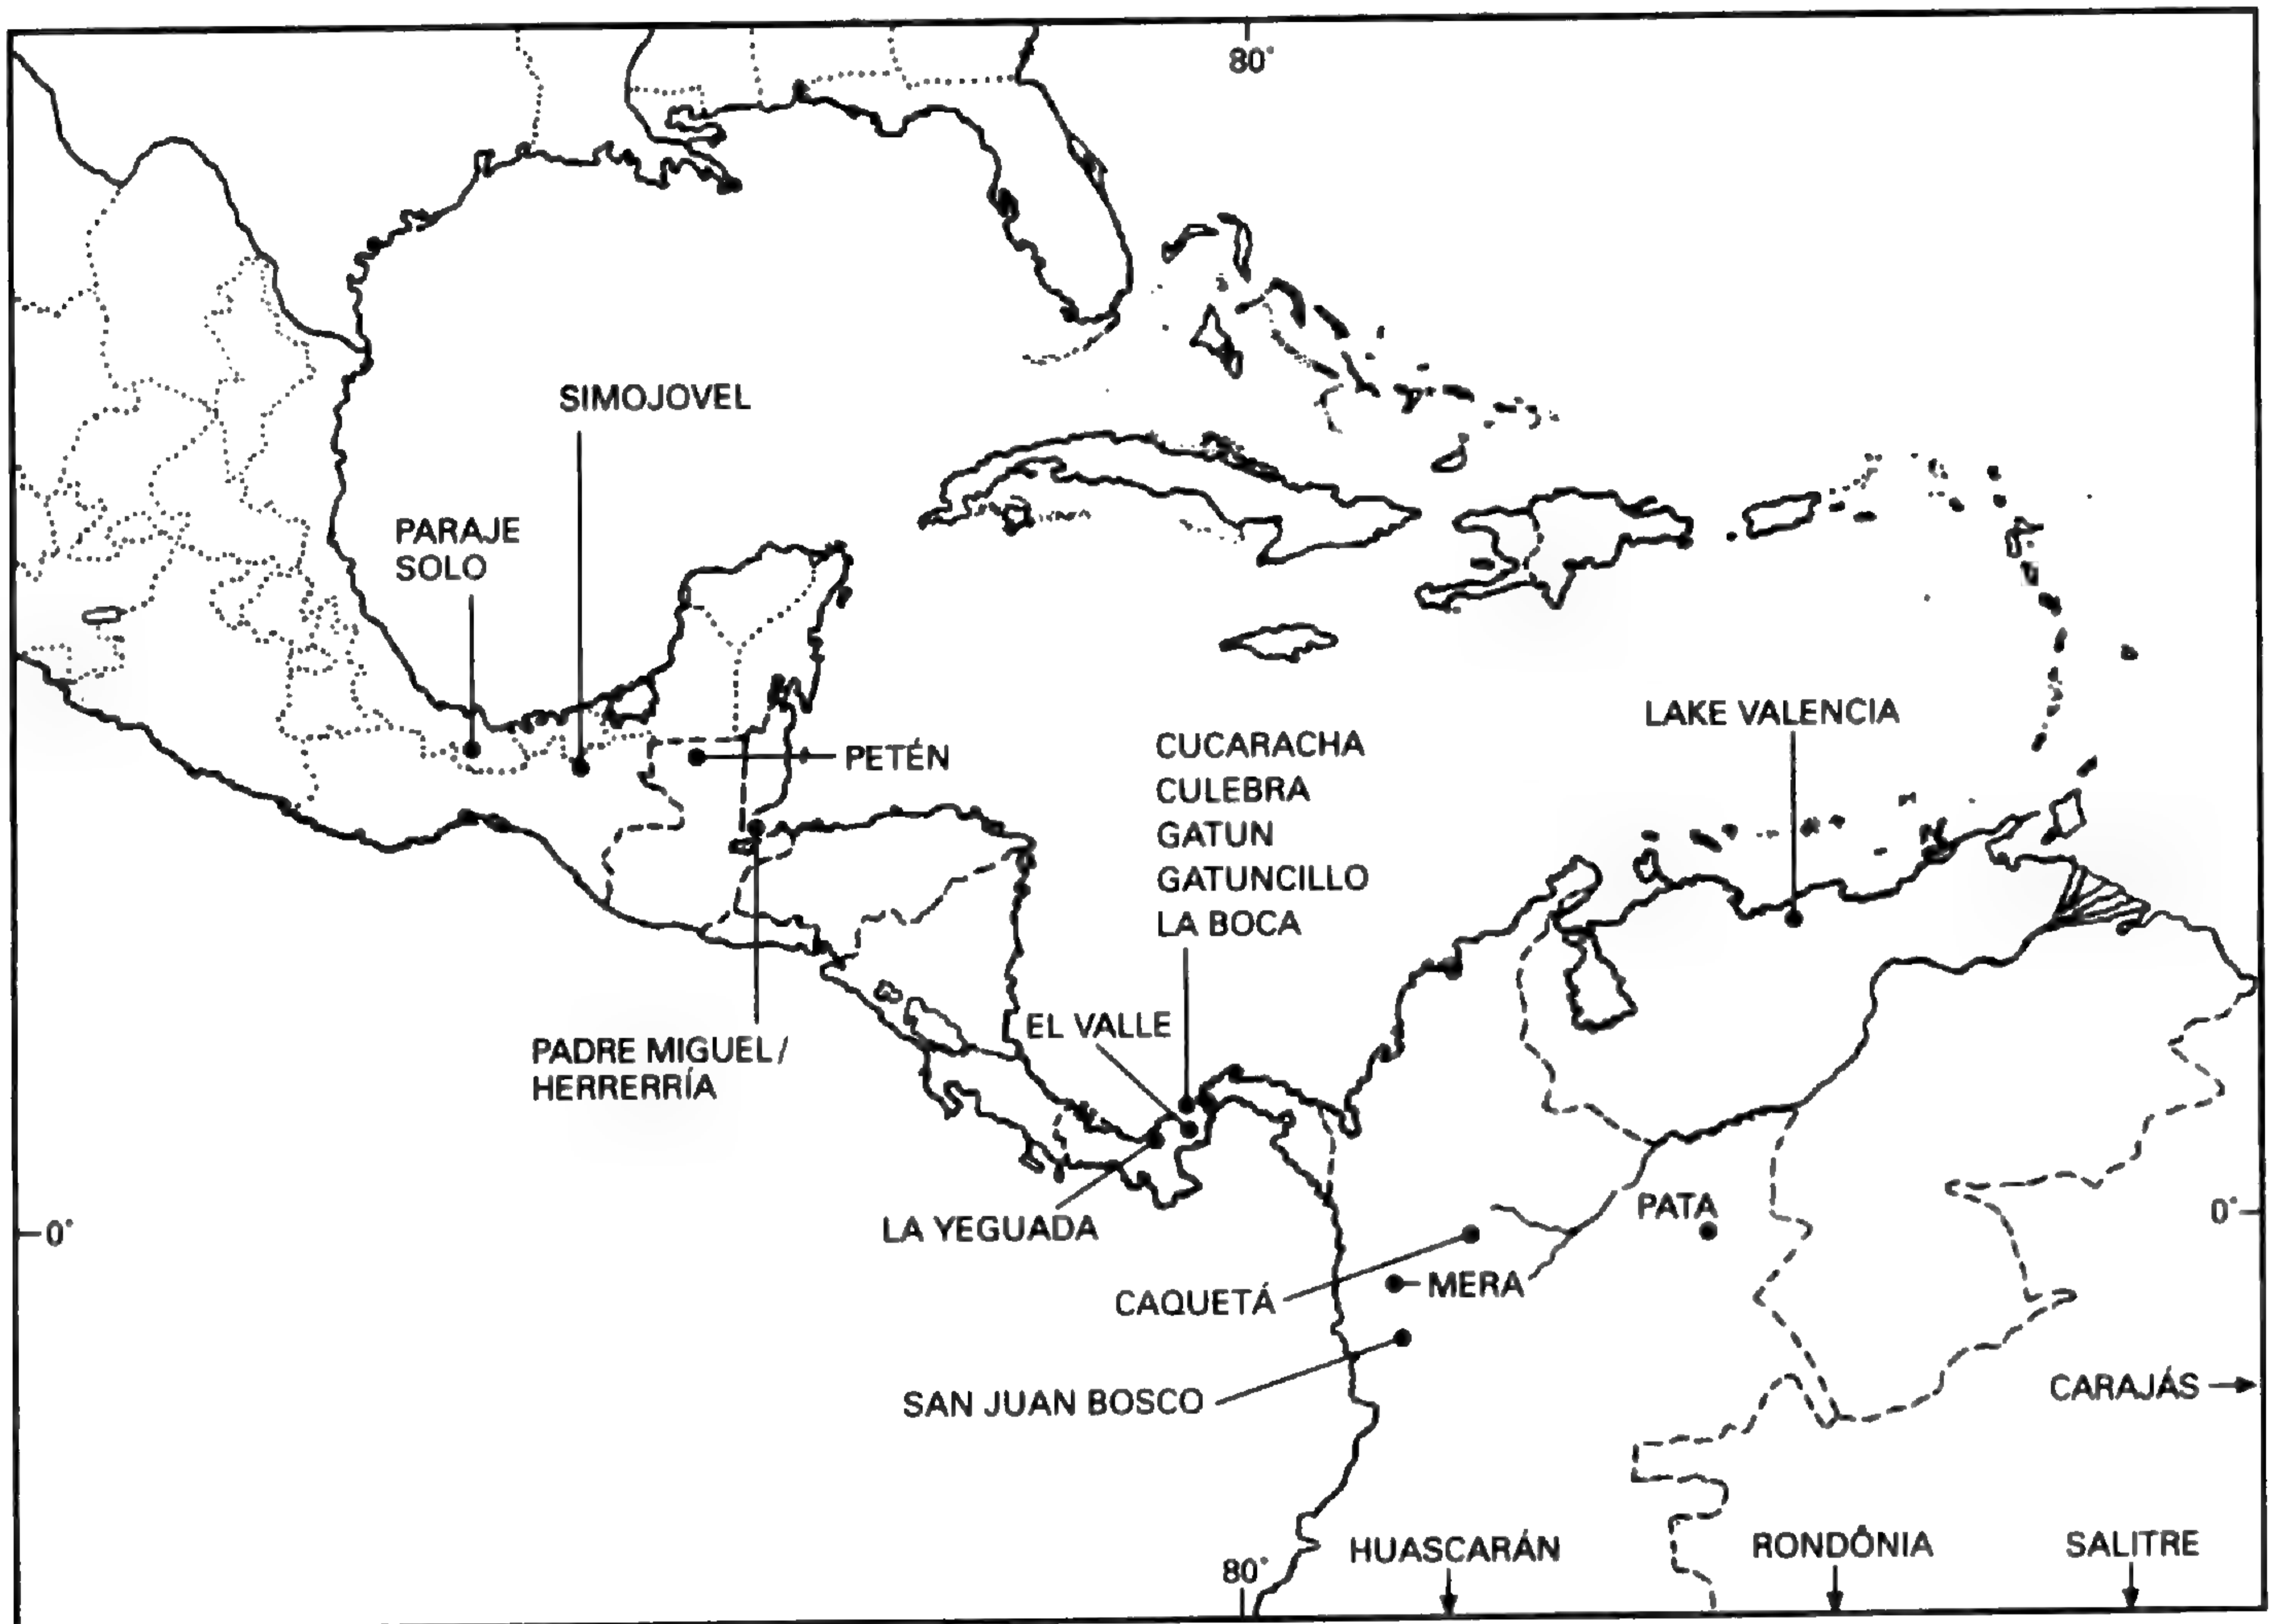 80°
SIMOJOVEL
PARAJE
SOLO
LAKE VALENCIA
CUCARACHA
CULEBRA
GATUN
GATUNCILLO
LA BOCA
PETÉN
EL VALLE
PADRE MIGUEL/
HERRERRÍA
PATA
LA YEGUADA
0°
0°
CAQUETÁ
MERA
SAN JUAN BOSCO
CARAJÁS
HUASCARÁN
RONDÔNIA
SALITRE
80°